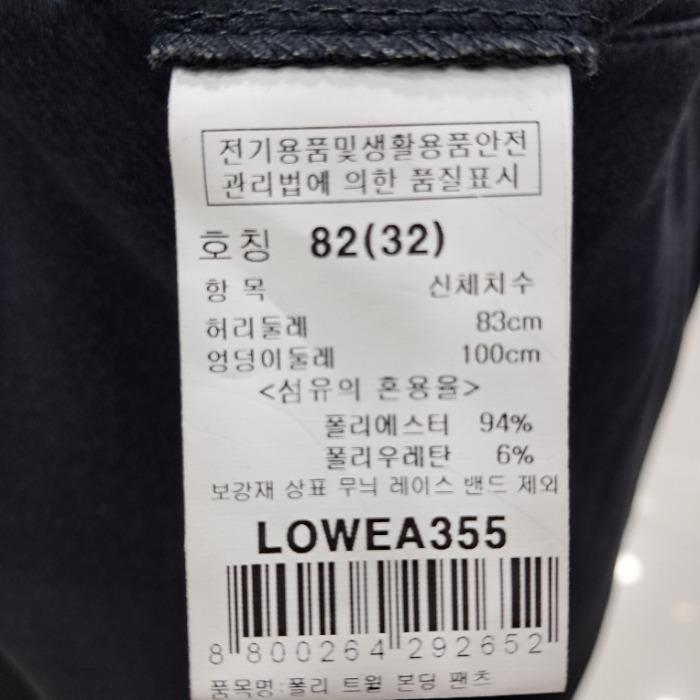 전기용품및생활용품안전
관리법에 의한 품질표시
호칭 82(32)
항 목 신체치수
허리둘레 83cm
엉덩이둘레 100cm
<섬유의 혼용율>
폴리에스터 94%
폴리우레탄 6%
보강재 상표 무늬 레이스 밴드 제외
LOWEA355
8 800264 292652
품목명:폴리 트윌 본딩 팬츠